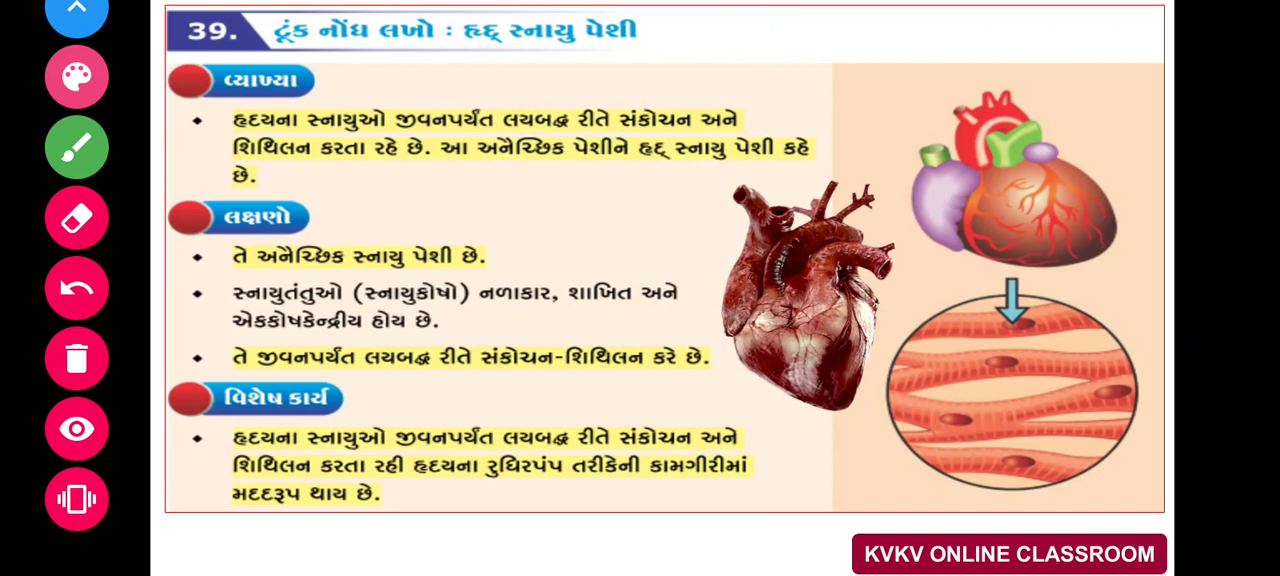 39. ટૂંક નોંધ લખો : હૃદ્ સ્નાયુ પેશી
વ્યાખ્યા
♦ હૃદયના સ્નાયુઓ જીવનપર્યંત લયબદ્ધ રીતે સંકોચન અને
શિથિલન કરતા રહે છે. આ અનૈચ્છિક પેશીને હૃદ્ સ્નાયુ પેશી કહે
છે.
લક્ષણો
♦ તે અનૈચ્છિક સ્નાયુ પેશી છે.
♦ સ્નાયુતંતુઓ (સ્નાયુકોષો) નળાકાર, શાખિત અને
એકકોષકેન્દ્રીય હોય છે.
♦ તે જીવનપર્યંત લયબદ્ધ રીતે સંકોચન-શિથિલન કરે છે.
વિશેષ કાર્ય
♦ હૃદયના સ્નાયુઓ જીવનપર્યંત લયબદ્ધ રીતે સંકોચન અને
શિથિલન કરતા રહી હૃદયના રુધિરપંપ તરીકેની કામગીરીમાં
મદદરૂપ થાય છે.
KVKV ONLINE CLASSROOM